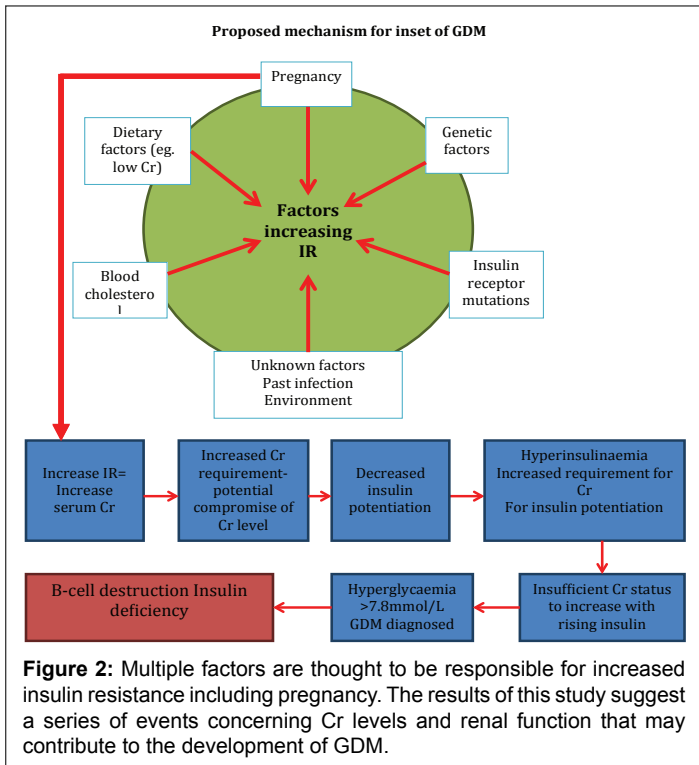 Proposed mechanism for inset of GDM
Pregnancy
Dietary
factors (eg.
low Cr)
Genetic
factors
Factors
increasing
IR
Blood
cholestero
l
Insulin
receptor
mutations
Unknown factors
Past infection
Environment
Increase IR=
Increase
serum Cr
Increased Cr
requirement-
potential
compromise of
Cr level
Decreased
insulin
potentiation
Hyperinsulinaemia
Increased requirement for
Cr
For insulin potentiation
Insufficient Cr status
to increase with
rising insulin
Hyperglycaemia
>7.8mmol/L
GDM diagnosed
B-cell destruction Insulin
deficiency
Figure 2: Multiple factors are thought to be responsible for increased
insulin resistance including pregnancy. The results of this study suggest
a series of events concerning Cr levels and renal function that may
contribute to the development of GDM.